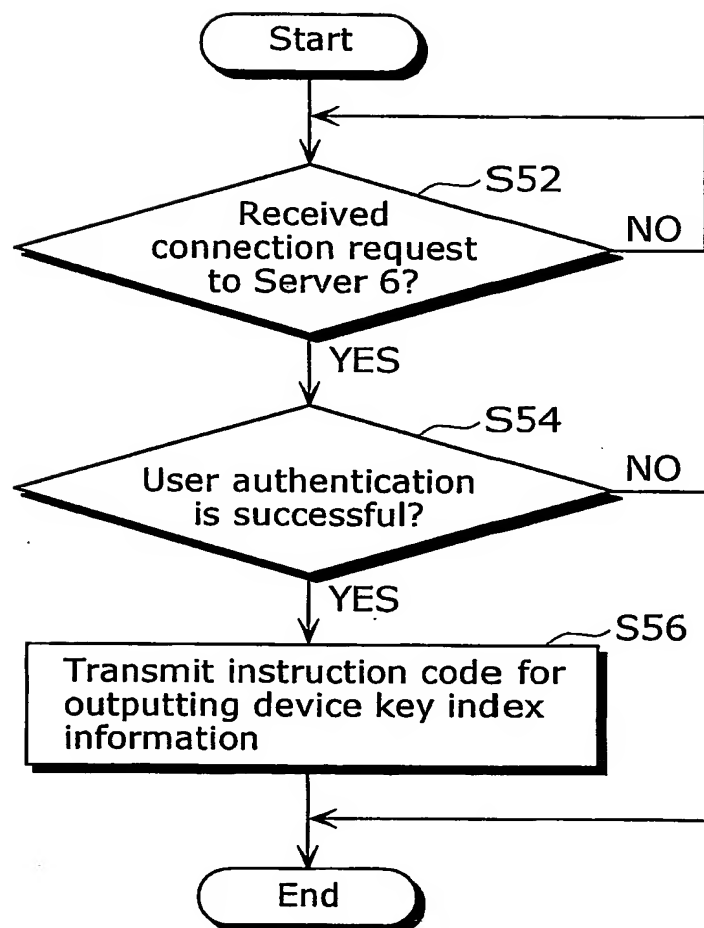 Start
S52
Received
connection request
to Server 6?
NO
YES
S54
User authentication
is successful?
NO
YES
S56
Transmit instruction code for
outputting device key index
information
End